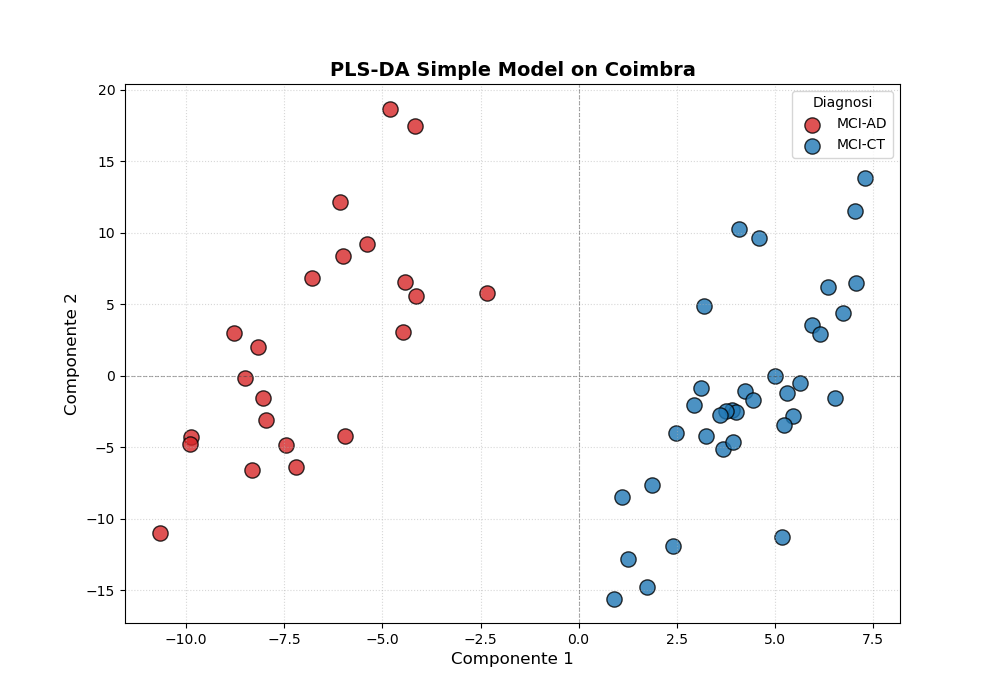 PLS-DA Simple Model on Coimbra
Diagnosi
MCI-AD
MCI-CT
Componente 2
20
15
10
5
0
−5
−10
−15
−10.0 −7.5 −5.0 −2.5 0.0 2.5 5.0 7.5
Componente 1